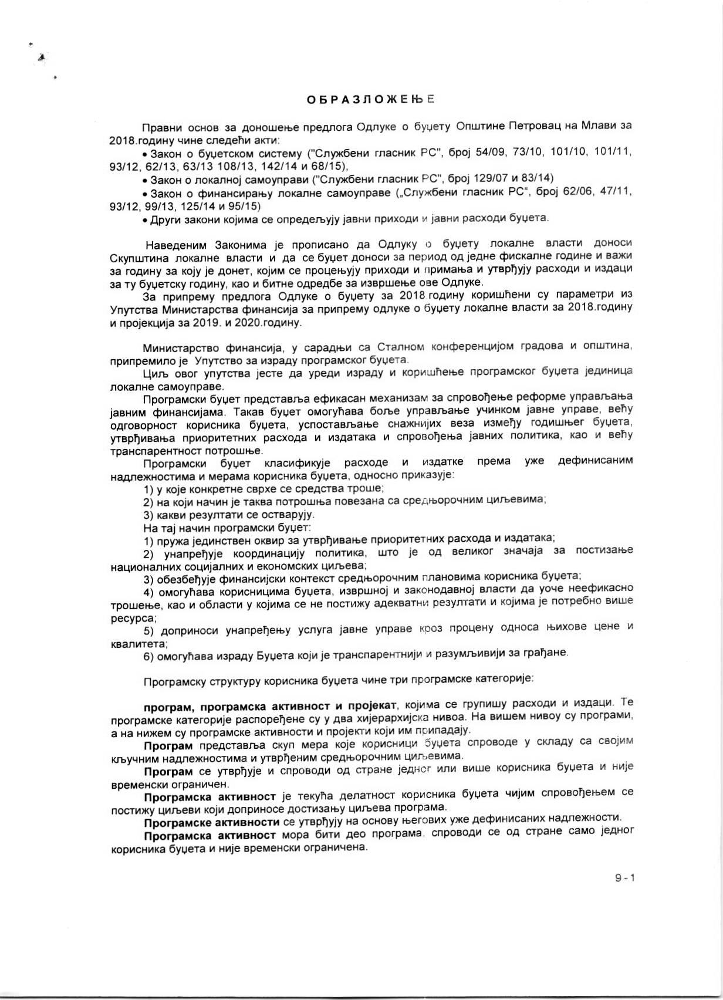 ОБРАЗЛОЖЕЊЕ
Правни основ за доношење предлога Одлуке о буџету Општине Петровац на Млави за
2018.годину чине следећи акти:
• Закон о буџетском систему ("Службени гласник РС", број 54/09, 73/10, 101/10, 101/11,
93/12, 62/13, 63/13 108/13, 142/14 и 68/15),
• Закон о локалној самоуправи ("Службени гласник РС", број 129/07 и 83/14)
• Закон о финансирању локалне самоуправе („Службени гласник РС“, број 62/06, 47/11,
93/12, 99/13, 125/14 и 95/15)
• Други закони којима се опредељују јавни приходи и јавни расходи буџета.
Наведеним Законима је прописано да Одлуку о буџету локалне власти доноси
Скупштина локалне власти и да се буџет доноси за период од једне фискалне године и важи
за годину за коју је донет, којим се процењују приходи и примања и утврђују расходи и издаци
за ту буџетску годину, као и битне одредбе за извршење ове Одлуке.
За припрему предлога Одлуке о буџету за 2018.годину коришћени су параметри из
Упутства Министарства финансија за припрему одлуке о буџету локалне власти за 2018.годину
и пројекција за 2019. и 2020.годину.
Министарство финансија, у сарадњи са Сталном конференцијом градова и општина,
припремило је Упутство за израду програмског буџета.
Циљ овог упутства јесте да уреди израду и коришћење програмског буџета јединица
локалне самоуправе.
Програмски буџет представља ефикасан механизам за спровођење реформе управљања
јавним финансијама. Такав буџет омогућава боље управљање учинком јавне управе, већу
одговорност корисника буџета, успостављање снажнијих веза између годишњег буџета,
утврђивања приоритетних расхода и издатака и спровођења јавних политика, као и већу
транспарентност потрошње.
Програмски буџет класификује расходе и издатке према уже дефинисаним
надлежностима и мерама корисника буџета, односно приказује:
1) у које конкретне сврхе се средства троше;
2) на који начин је таква потрошња повезана са средњорочним циљевима;
3) какви резултати се остварују.
На тај начин програмски буџет:
1) пружа јединствен оквир за утврђивање приоритетних расхода и издатака;
2) унапређује координацију политика, што је од великог значаја за постизање
националних социјалних и економских циљева;
3) обезбеђује финансијски контекст средњорочним плановима корисника буџета;
4) омогућава корисницима буџета, извршној и законодавној власти да уоче неефикасно
трошење, као и области у којима се не постижу адекватни резултати и којима је потребно више
ресурса;
5) доприноси унапређењу услуга јавне управе кроз процену односа њихове цене и
квалитета;
6) омогућава израду Буџета који је транспарентнији и разумљивији за грађане.
Програмску структуру корисника буџета чине три програмске категорије:
програм, програмска активност и пројекат, којима се групишу расходи и издаци. Те
програмске категорије распоређене су у два хијерархијска нивоа. На вишем нивоу су програми,
а на нижем су програмске активности и пројекти који им припадају.
Програм представља скуп мера које корисници буџета спроводе у складу са својим
кључним надлежностима и утврђеним средњорочним циљевима.
Програм се утврђује и спроводи од стране једног или више корисника буџета и није
временски ограничен.
Програмска активност је текућа делатност корисника буџета чијим спровођењем се
постижу циљеви који доприносе достизању циљева програма.
Програмске активности се утврђују на основу његових уже дефинисаних надлежности.
Програмска активност мора бити део програма, спроводи се од стране само једног
корисника буџета и није временски ограничена.
9-1